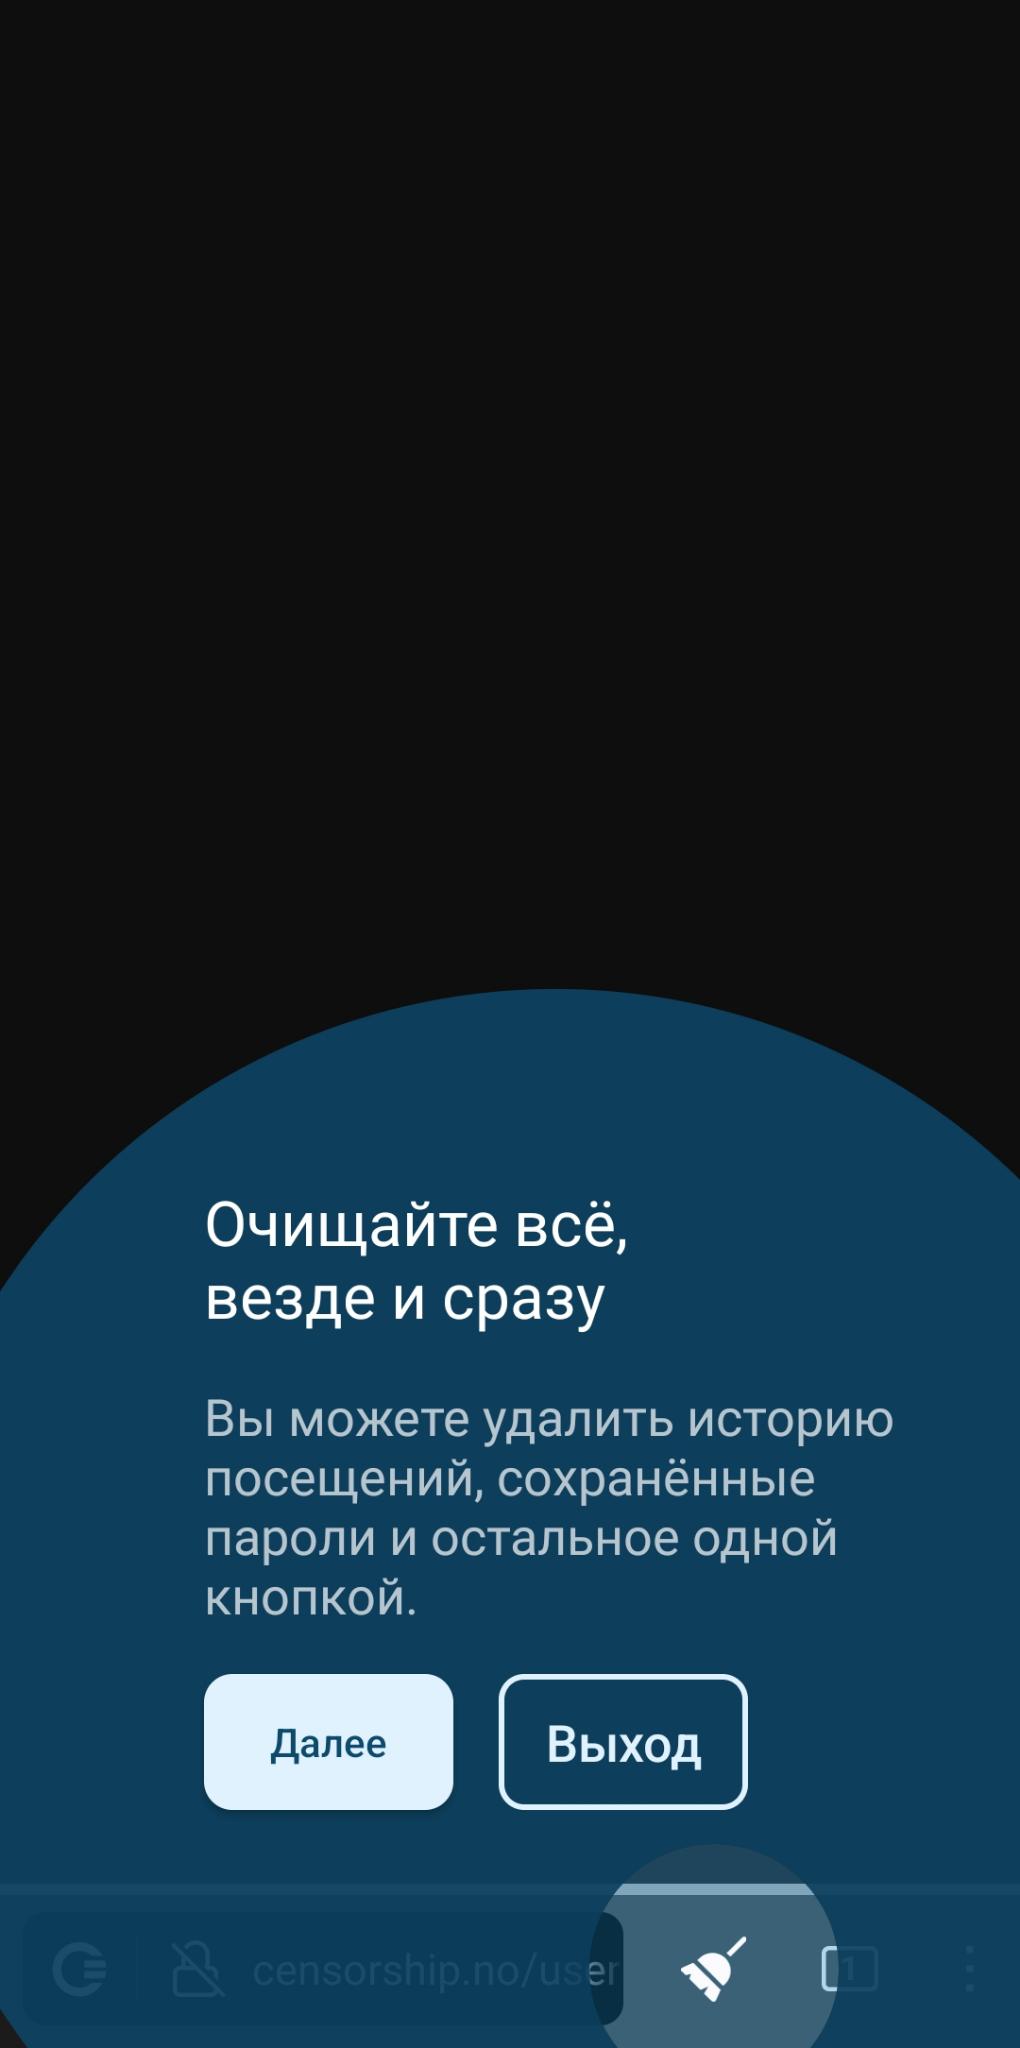 Очищайте всё,
везде и сразу
Вы можете удалить историю
посещений, сохранённые
пароли и остальное одной
кнопкой.
Далее
Выход
censorship.no/user
1